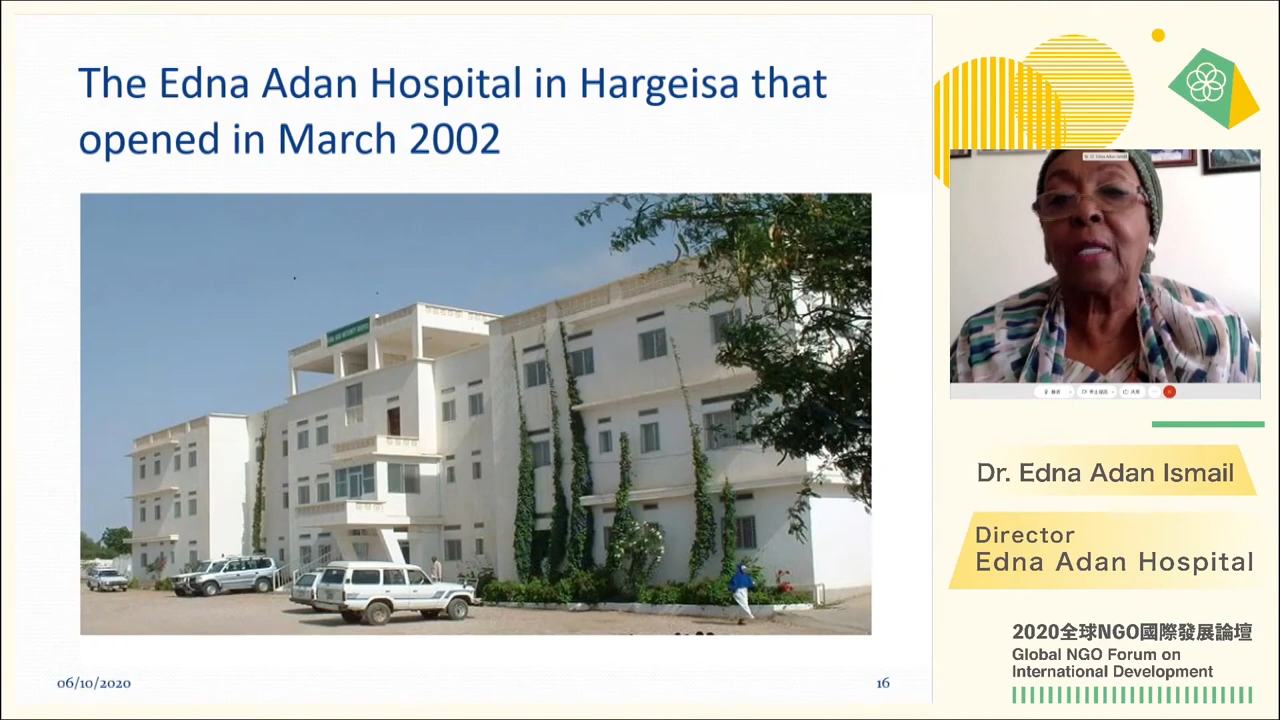 The Edna Adan Hospital in Hargeisa that
opened in March 2002
06/10/2020
16
Dr. Edna Adan Ismail
Director
Edna Adan Hospital
2020全球NGO國際發展論壇
Global NGO Forum on
International Development